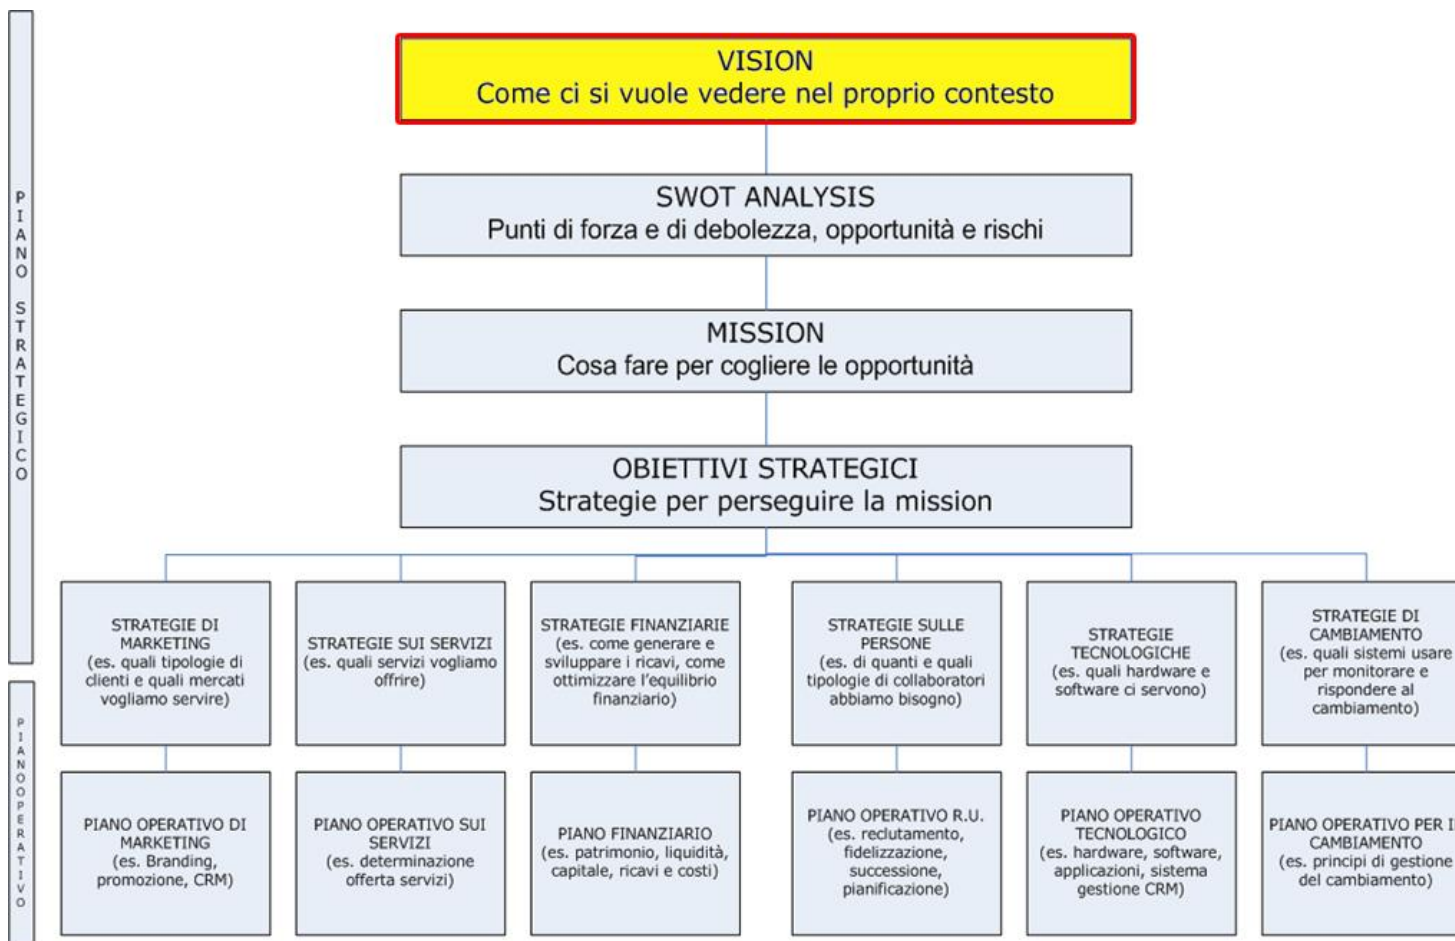 PIANO STRATEGICO
VISION
Come ci si vuole vedere nel proprio contesto
SWOT ANALYSIS
Punti di forza e di debolezza, opportunità e rischi
MISSION
Cosa fare per cogliere le opportunità
OBIETTIVI STRATEGICI
Strategie per perseguire la mission
STRATEGIE DI
MARKETING
(es. quali tipologie di
clienti e quali mercati
vogliamo servire)
STRATEGIE SUI SERVIZI
(es. quali servizi vogliamo
offrire)
STRATEGIE FINANZIARIE
(es. come generare e
sviluppare i ricavi, come
ottimizzare l'equilibrio
finanziario)
STRATEGIE SULLE
PERSONE
(es. di quanti e quali
tipologie di collaboratori
abbiamo bisogno)
STRATEGIE
TECNOLOGICHE
(es. quali hardware e
software ci servono)
STRATEGIE DI
CAMBIAMENTO
(es. quali sistemi usare
per monitorare e
rispondere al
cambiamento)
PIANOOPERATIVO
PIANO OPERATIVO DI
MARKETING
(es. Branding,
promozione, CRM)
PIANO OPERATIVO SUI
SERVIZI
(es. determinazione
offerta servizi)
PIANO FINANZIARIO
(es. patrimonio, liquidità,
capitale, ricavi e costi)
PIANO OPERATIVO R.U.
(es. reclutamento,
fidelizzazione,
successione,
pianificazione)
PIANO OPERATIVO
TECNOLOGICO
(es. hardware, software,
applicazioni, sistema
gestione CRM)
PIANO OPERATIVO PER
CAMBIAMENTO
(es. principi di gestione
del cambiamento)